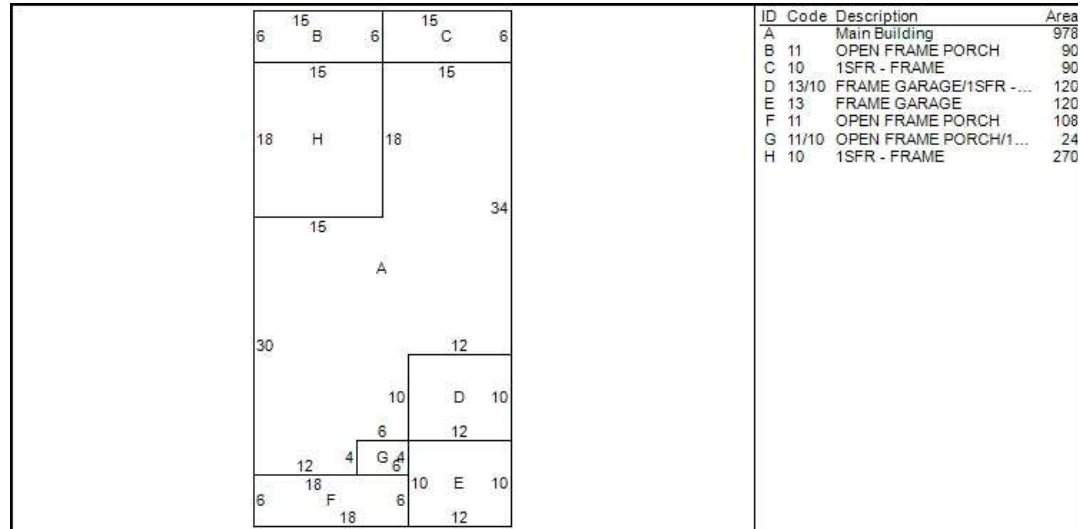 15 15
6 B 6 C 6
15 15
18 H 18
34
15
A
30 12
10 D 10
6 12
4 G 4
12 6
18 10 E 10
6 F 6
18 12
ID Code Description Area
A Main Building 978
B 11 OPEN FRAME PORCH 90
C 10 1SFR - FRAME 90
D 13/10 FRAME GARAGE/1SFR -... 120
E 13 FRAME GARAGE 120
F 11 OPEN FRAME PORCH 108
G 11/10 OPEN FRAME PORCH/1... 24
H 10 1SFR - FRAME 270